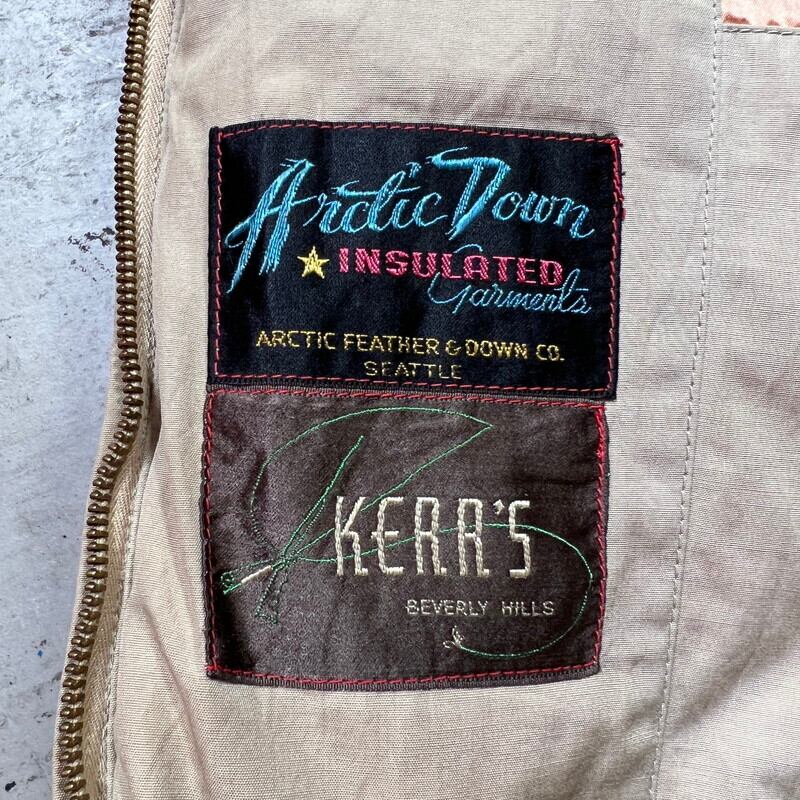 Arctic Down
INSULATED
Garments
ARCTIC FEATHER & DOWN CO.
SEATTLE
KERR'S
BEVERLY HILLS